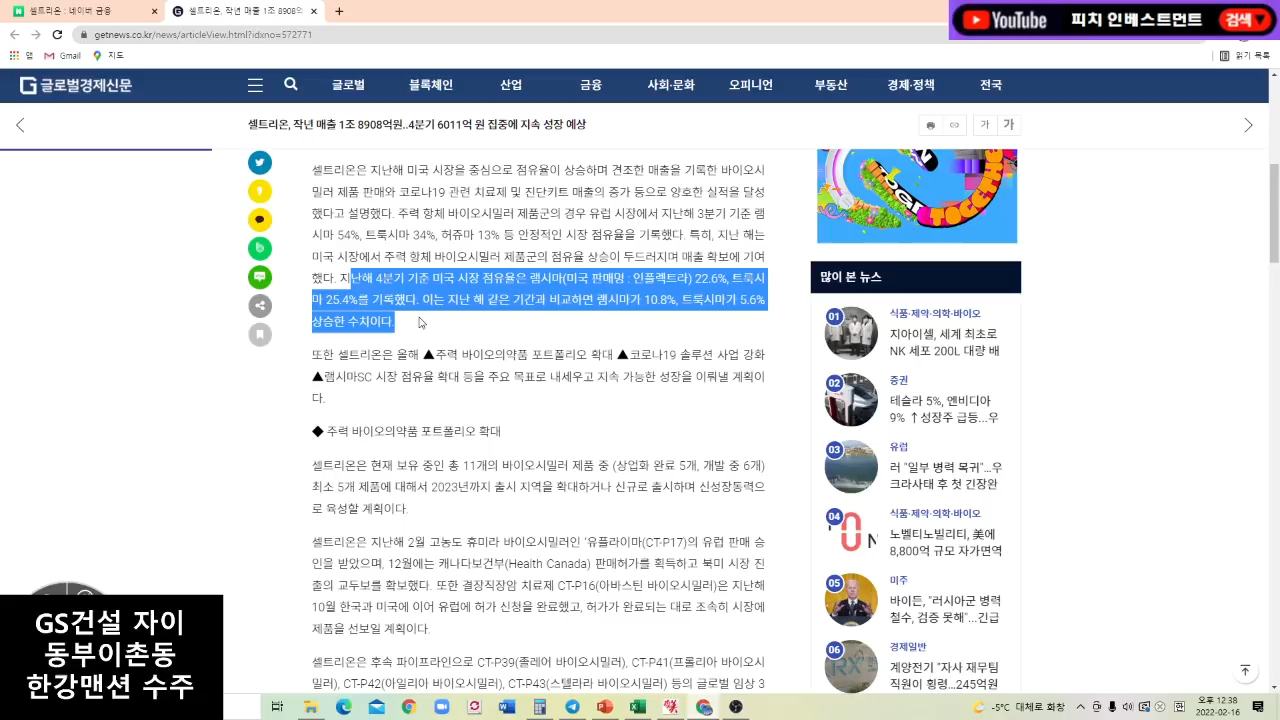 셀트리온 : 네이버 금융
셀트리온, 작년 매출 1조 8908억
YouTube 피치 인베스트먼트 검색▼
getnews.co.kr/news/articleView.html?idxno=572771
앱 Gmail 지도
읽기 목록
글로벌경제신문
글로벌 블록체인 산업 금융 사회·문화 오피니언 부동산 경제·정책 전국
셀트리온, 작년 매출 1조 8908억원..4분기 6011억 원 집중에 지속 성장 예상
가 가
셀트리온은 지난해 미국 시장을 중심으로 점유율이 상승하며 견조한 매출을 기록한 바이오시
밀러 제품 판매와 코로나19 관련 치료제 및 진단키트 매출의 증가 등으로 양호한 실적을 달성
했다고 설명했다. 주력 항체 바이오시밀러 제품군의 경우 유럽 시장에서 지난해 3분기 기준 램
시마 54%, 트룩시마 34%, 허쥬마 13% 등 안정적인 시장 점유율을 기록했다. 특히, 지난 해는
미국 시장에서 주력 항체 바이오시밀러 제품군의 점유율 상승이 두드러지며 매출 확보에 기여
했다. 지난해 4분기 기준 미국 시장 점유율은 램시마(미국 판매명 : 인플렉트라) 22.6%, 트룩시
마 25.4%를 기록했다. 이는 지난 해 같은 기간과 비교하면 램시마가 10.8%, 트룩시마가 5.6%
상승한 수치이다.
또한 셀트리온은 올해 ▲주력 바이오의약품 포트폴리오 확대 ▲코로나19 솔루션 사업 강화
▲램시마SC 시장 점유율 확대 등을 주요 목표로 내세우고 지속 가능한 성장을 이뤄낼 계획이
다.
◆ 주력 바이오의약품 포트폴리오 확대
셀트리온은 현재 보유 중인 총 11개의 바이오시밀러 제품 중 (상업화 완료 5개, 개발 중 6개)
최소 5개 제품에 대해서 2023년까지 출시 지역을 확대하거나 신규로 출시하며 신성장동력으
로 육성할 계획이다.
셀트리온은 지난해 2월 고농도 휴미라 바이오시밀러인 '유플라이마(CT-P17)의 유럽 판매 승
인을 받았으며, 12월에는 캐나다보건부(Health Canada) 판매허가를 획득하고 북미 시장 진
출의 교두보를 확보했다. 또한 결장직장암 치료제 CT-P16(아바스틴 바이오시밀러)은 지난해
10월 한국과 미국에 이어 유럽에 허가 신청을 완료했고, 허가가 완료되는 대로 조속히 시장에
제품을 선보일 계획이다.
셀트리온은 후속 파이프라인으로 CT-P39(졸레어 바이오시밀러), CT-P41(프롤리아 바이오시
밀러), CT-P42(아일리아 바이오시밀러), CT-P43(스텔라라 바이오시밀러) 등의 글로벌 임상 3
TOGETH
많이 본 뉴스
01 식품·제약·의학·바이오
지아이셀, 세계 최초로
NK 세포 200L 대량 배
02 증권
테슬라 5%, 엔비디아
9% ↑성장주 급등...우
03 유럽
러 "일부 병력 복귀"...우
크라사태 후 첫 긴장완
04 식품·제약·의학·바이오
노벨티노빌리티, 美에
8,800억 규모 자가면역
05 미주
바이든, "러시아군 병력
철수, 검증 못해"...긴급
06 경제일반
계양전기 "자사 재무팀
직원이 횡령...245억원
GS건설 자이
동부이촌동
한강맨션 수주
-5°C 대체로 화창
오후 12:38
2022-02-16